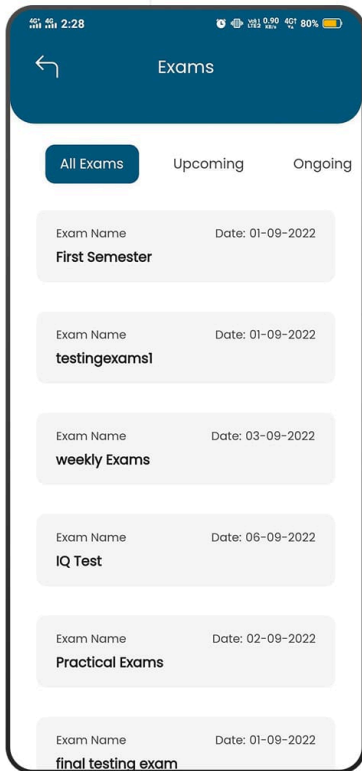 2:28
80%
Exams
All Exams Upcoming Ongoing
Exam Name Date: 01-09-2022
First Semester
Exam Name Date: 01-09-2022
testingexams1
Exam Name Date: 03-09-2022
weekly Exams
Exam Name Date: 06-09-2022
IQ Test
Exam Name Date: 02-09-2022
Practical Exams
Exam Name Date: 01-09-2022
final testing exam